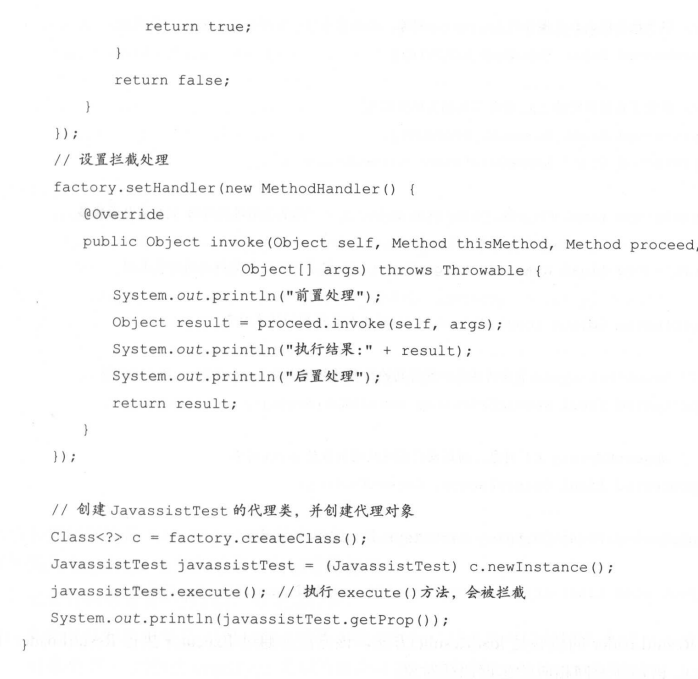 return true;
}
return false;
}
});
// 设置拦截处理
factory.setHandler(new MethodHandler() {
@Override
public Object invoke(Object self, Method thisMethod, Method proceed,
Object[] args) throws Throwable {
System.out.println("前置处理");
Object result = proceed.invoke(self, args);
System.out.println("执行结果:" + result);
System.out.println("后置处理");
return result;
}
});
// 创建 JavassistTest 的代理类，并创建代理对象
Class<?> c = factory.createClass();
JavassistTest javassistTest = (JavassistTest) c.newInstance();
javassistTest.execute(); // 执行 execute()方法，会被拦截
System.out.println(javassistTest.getProp());
}